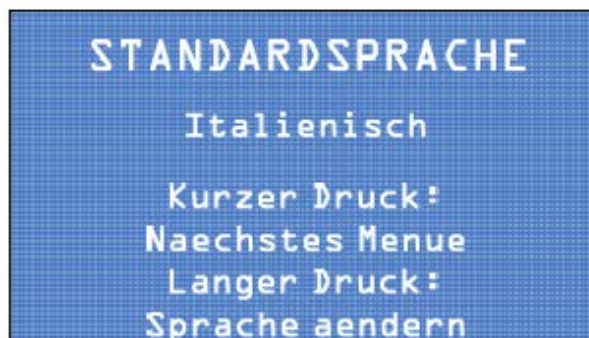 STANDARDSPRACHE
Italienisch
Kurzer Druck:
Naechstes Menue
Langer Druck:
Sprache aendern